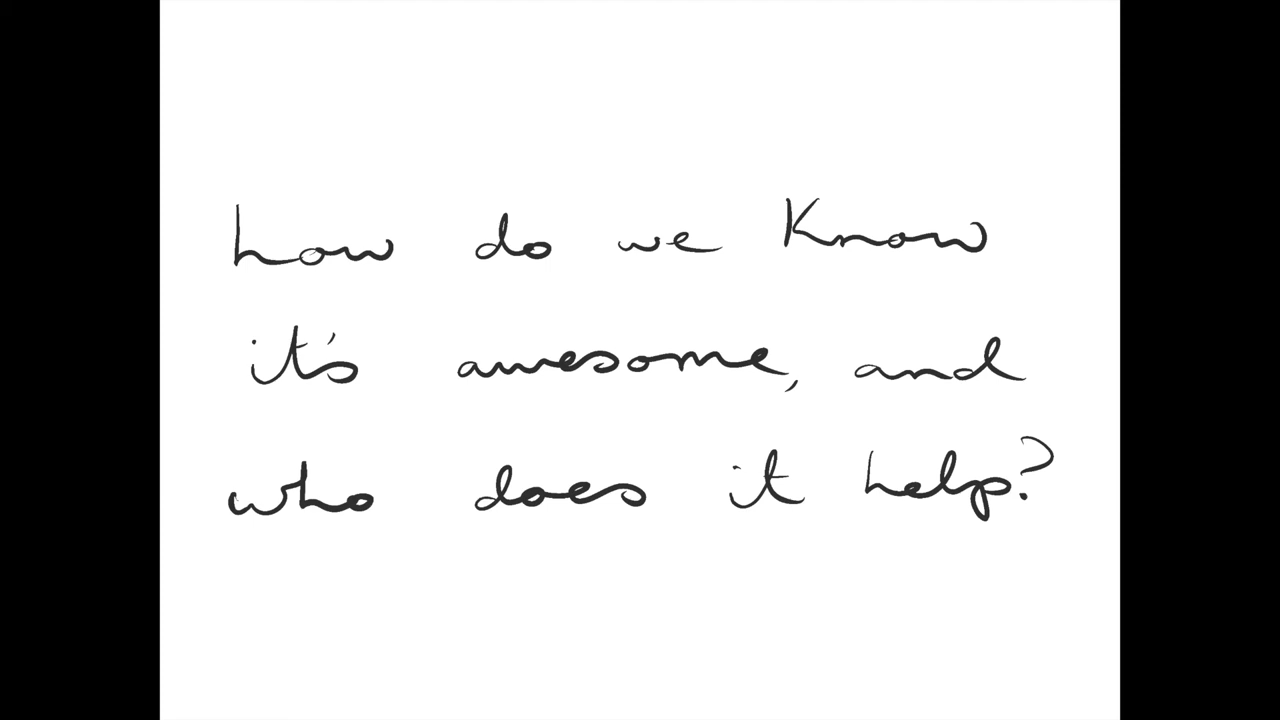 how do we know
it's awesome, and
who does it help?